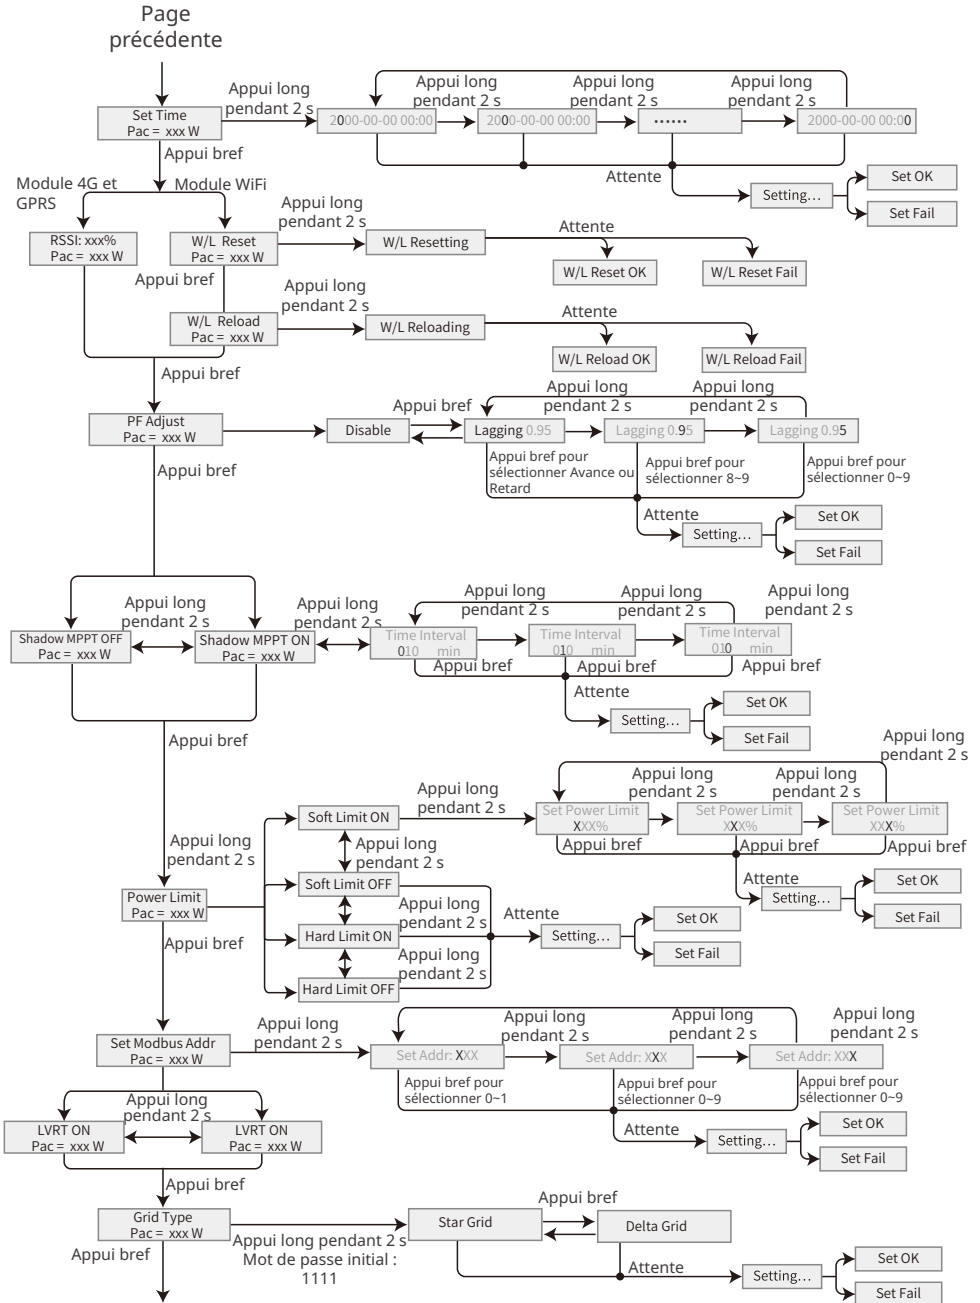 Page
précédente
Appui long
pendant 2 s
Appui long
pendant 2 s
Appui long
pendant 2 s
Appui long
pendant 2 s
Set Time
Pac = xxx W
2000-00-00 00:00
2000-00-00 00:00
••••••
2000-00-00 00:00
Appui bref
Attente
Module 4G et
GPRS
Module WiFi
Setting…
Set OK
Set Fail
Appui long
pendant 2 s
RSSI: xxx%
Pac = xxx W
W/L Reset
Pac = xxx W
W/L Resetting
Attente
W/L Reset OK
W/L Reset Fail
Appui bref
Appui long
pendant 2 s
W/L Reload
Pac = xxx W
W/L Reloading
Attente
W/L Reload OK
W/L Reload Fail
Appui bref
Appui long
pendant 2 s
Appui long
pendant 2 s
Appui bref
PF Adjust
Pac = xxx W
Disable
Lagging 0.95
Lagging 0.95
Lagging 0.95
Appui bref
Appui bref pour
sélectionner Avance ou
Retard
Appui bref pour
sélectionner 8~9
Appui bref pour
sélectionner 0~9
Attente
Setting…
Set OK
Set Fail
Appui long
pendant 2 s
Appui long
pendant 2 s
Appui long
pendant 2 s
Appui long
pendant 2 s
Appui long
pendant 2 s
Shadow MPPT OFF
Pac = xxx W
Shadow MPPT ON
Pac = xxx W
Time Interval
010 min
Time Interval
010 min
Time Interval
010 min
Appui bref
Appui bref
Appui bref
Attente
Setting…
Set OK
Set Fail
Appui bref
Appui long
pendant 2 s
Appui long
pendant 2 s
Appui long
pendant 2 s
Appui long
pendant 2 s
Soft Limit ON
Set Power Limit
XXX%
Set Power Limit
XXX%
Set Power Limit
XXX%
Appui bref
Appui bref
Appui bref
Appui long
pendant 2 s
Appui long
pendant 2 s
Soft Limit OFF
Attente
Setting…
Set OK
Set Fail
Power Limit
Pac = xxx W
Appui long
pendant 2 s
Hard Limit ON
Attente
Setting…
Set OK
Set Fail
Appui bref
Appui long
pendant 2 s
Hard Limit OFF
Appui long
pendant 2 s
Appui long
pendant 2 s
Appui long
pendant 2 s
Appui long
pendant 2 s
Set Modbus Addr
Pac = xxx W
Set Addr: XXX
Set Addr: XXX
Set Addr: XXX
Appui bref pour
sélectionner 0~1
Appui bref pour
sélectionner 0~9
Appui bref pour
sélectionner 0~9
Appui long
pendant 2 s
LVRT ON
Pac = xxx W
LVRT ON
Pac = xxx W
Attente
Setting…
Set OK
Set Fail
Appui bref
Appui bref
Grid Type
Pac = xxx W
Star Grid
Delta Grid
Appui bref
Appui long pendant 2 s
Mot de passe initial :
1111
Attente
Setting…
Set OK
Set Fail